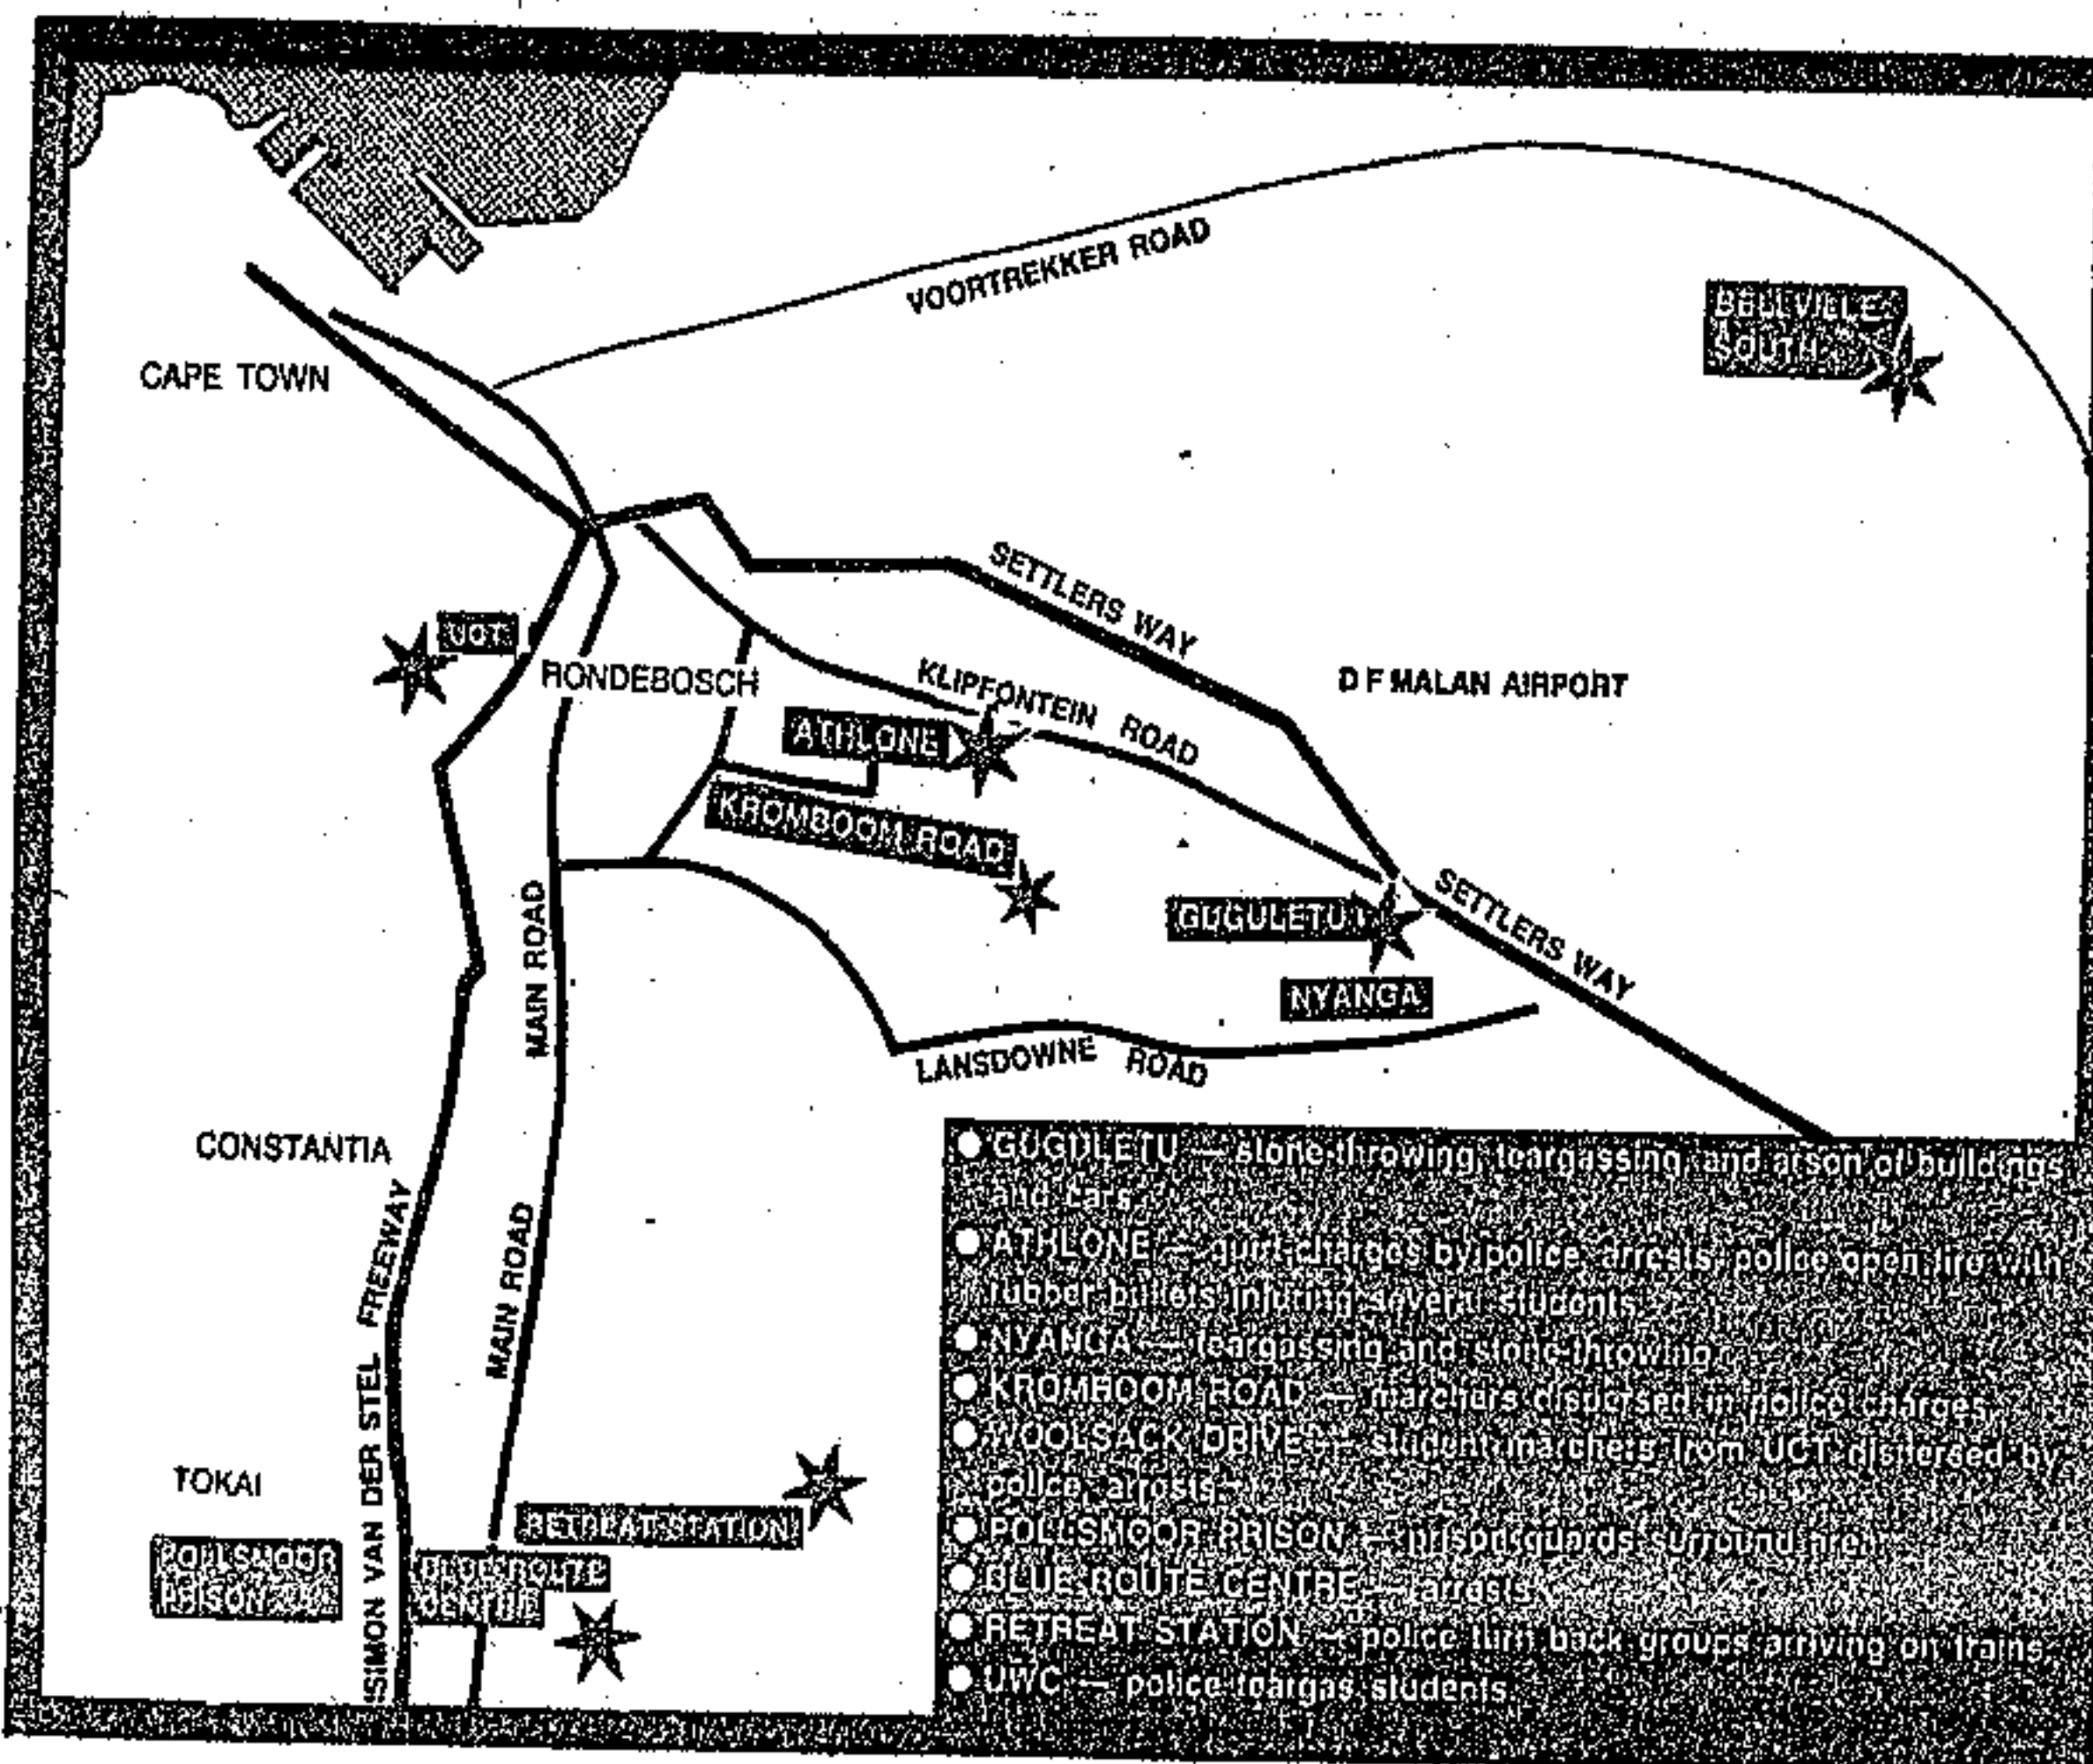 VOORTREKKER ROAD
BELLVILLE
SOUTH
CAPE TOWN
SETTLERS WAY
UCT
RONDEBOSCH
KLIPFONTEIN ROAD
D F MALAN AIRPORT
ATHLONE
KROMBOOM ROAD
SETTLERS WAY
GUGULETU
MAIN ROAD
NYANGA
LANSDOWNE ROAD
CONSTANTIA
SIMON VAN DER STEL FREEWAY
MAIN ROAD
TOKAI
RETREAT STATION
POLLSMOOR
PRISON
BLUE ROUTE
CENTRE
● GUGULETU — stone-throwing, teargassing and arson of buildings
and cars.
● ATHLONE — quirt-charges by police, arrests, police open fire with
rubber bullets injuring several students.
● NYANGA — teargassing and stone-throwing.
● KROMBOOM ROAD — marchers dispersed in police charges.
● WOOLSACK DRIVE — student marchers from UCT dispersed by
police, arrests.
● POLLSMOOR PRISON — prison guards surround area.
● BLUE ROUTE CENTRE — arrests.
● RETREAT STATION — police turn back groups arriving on trains.
● UWC — police teargas students.